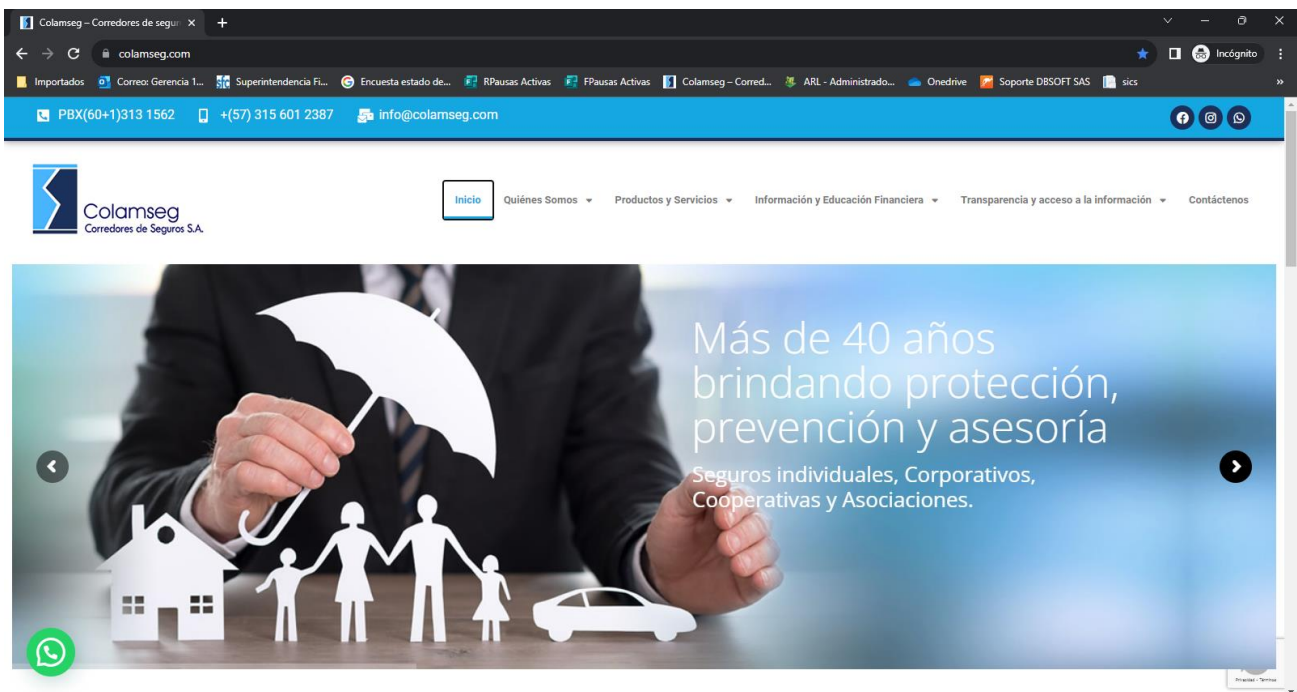 Colamseg – Corredores de segur
colamseg.com
Incógnito
Importados
Correo: Gerencia 1...
Superintendencia Fi...
Encuesta estado de...
RPausas Activas
FPausas Activas
Colamseg – Corred...
ARL - Administrado...
Onedrive
Soporte DBSOFT SAS
sics
»
PBX(60+1)313 1562
+(57) 315 601 2387
info@colamseg.com
Colamseg
Corredores de Seguros S.A.
Inicio
Quiénes Somos
Productos y Servicios
Información y Educación Financiera
Transparencia y acceso a la información
Contáctenos
Más de 40 años
brindando protección,
prevención y asesoría
Seguros individuales, Corporativos,
Cooperativas y Asociaciones.
Privacidad - Términos